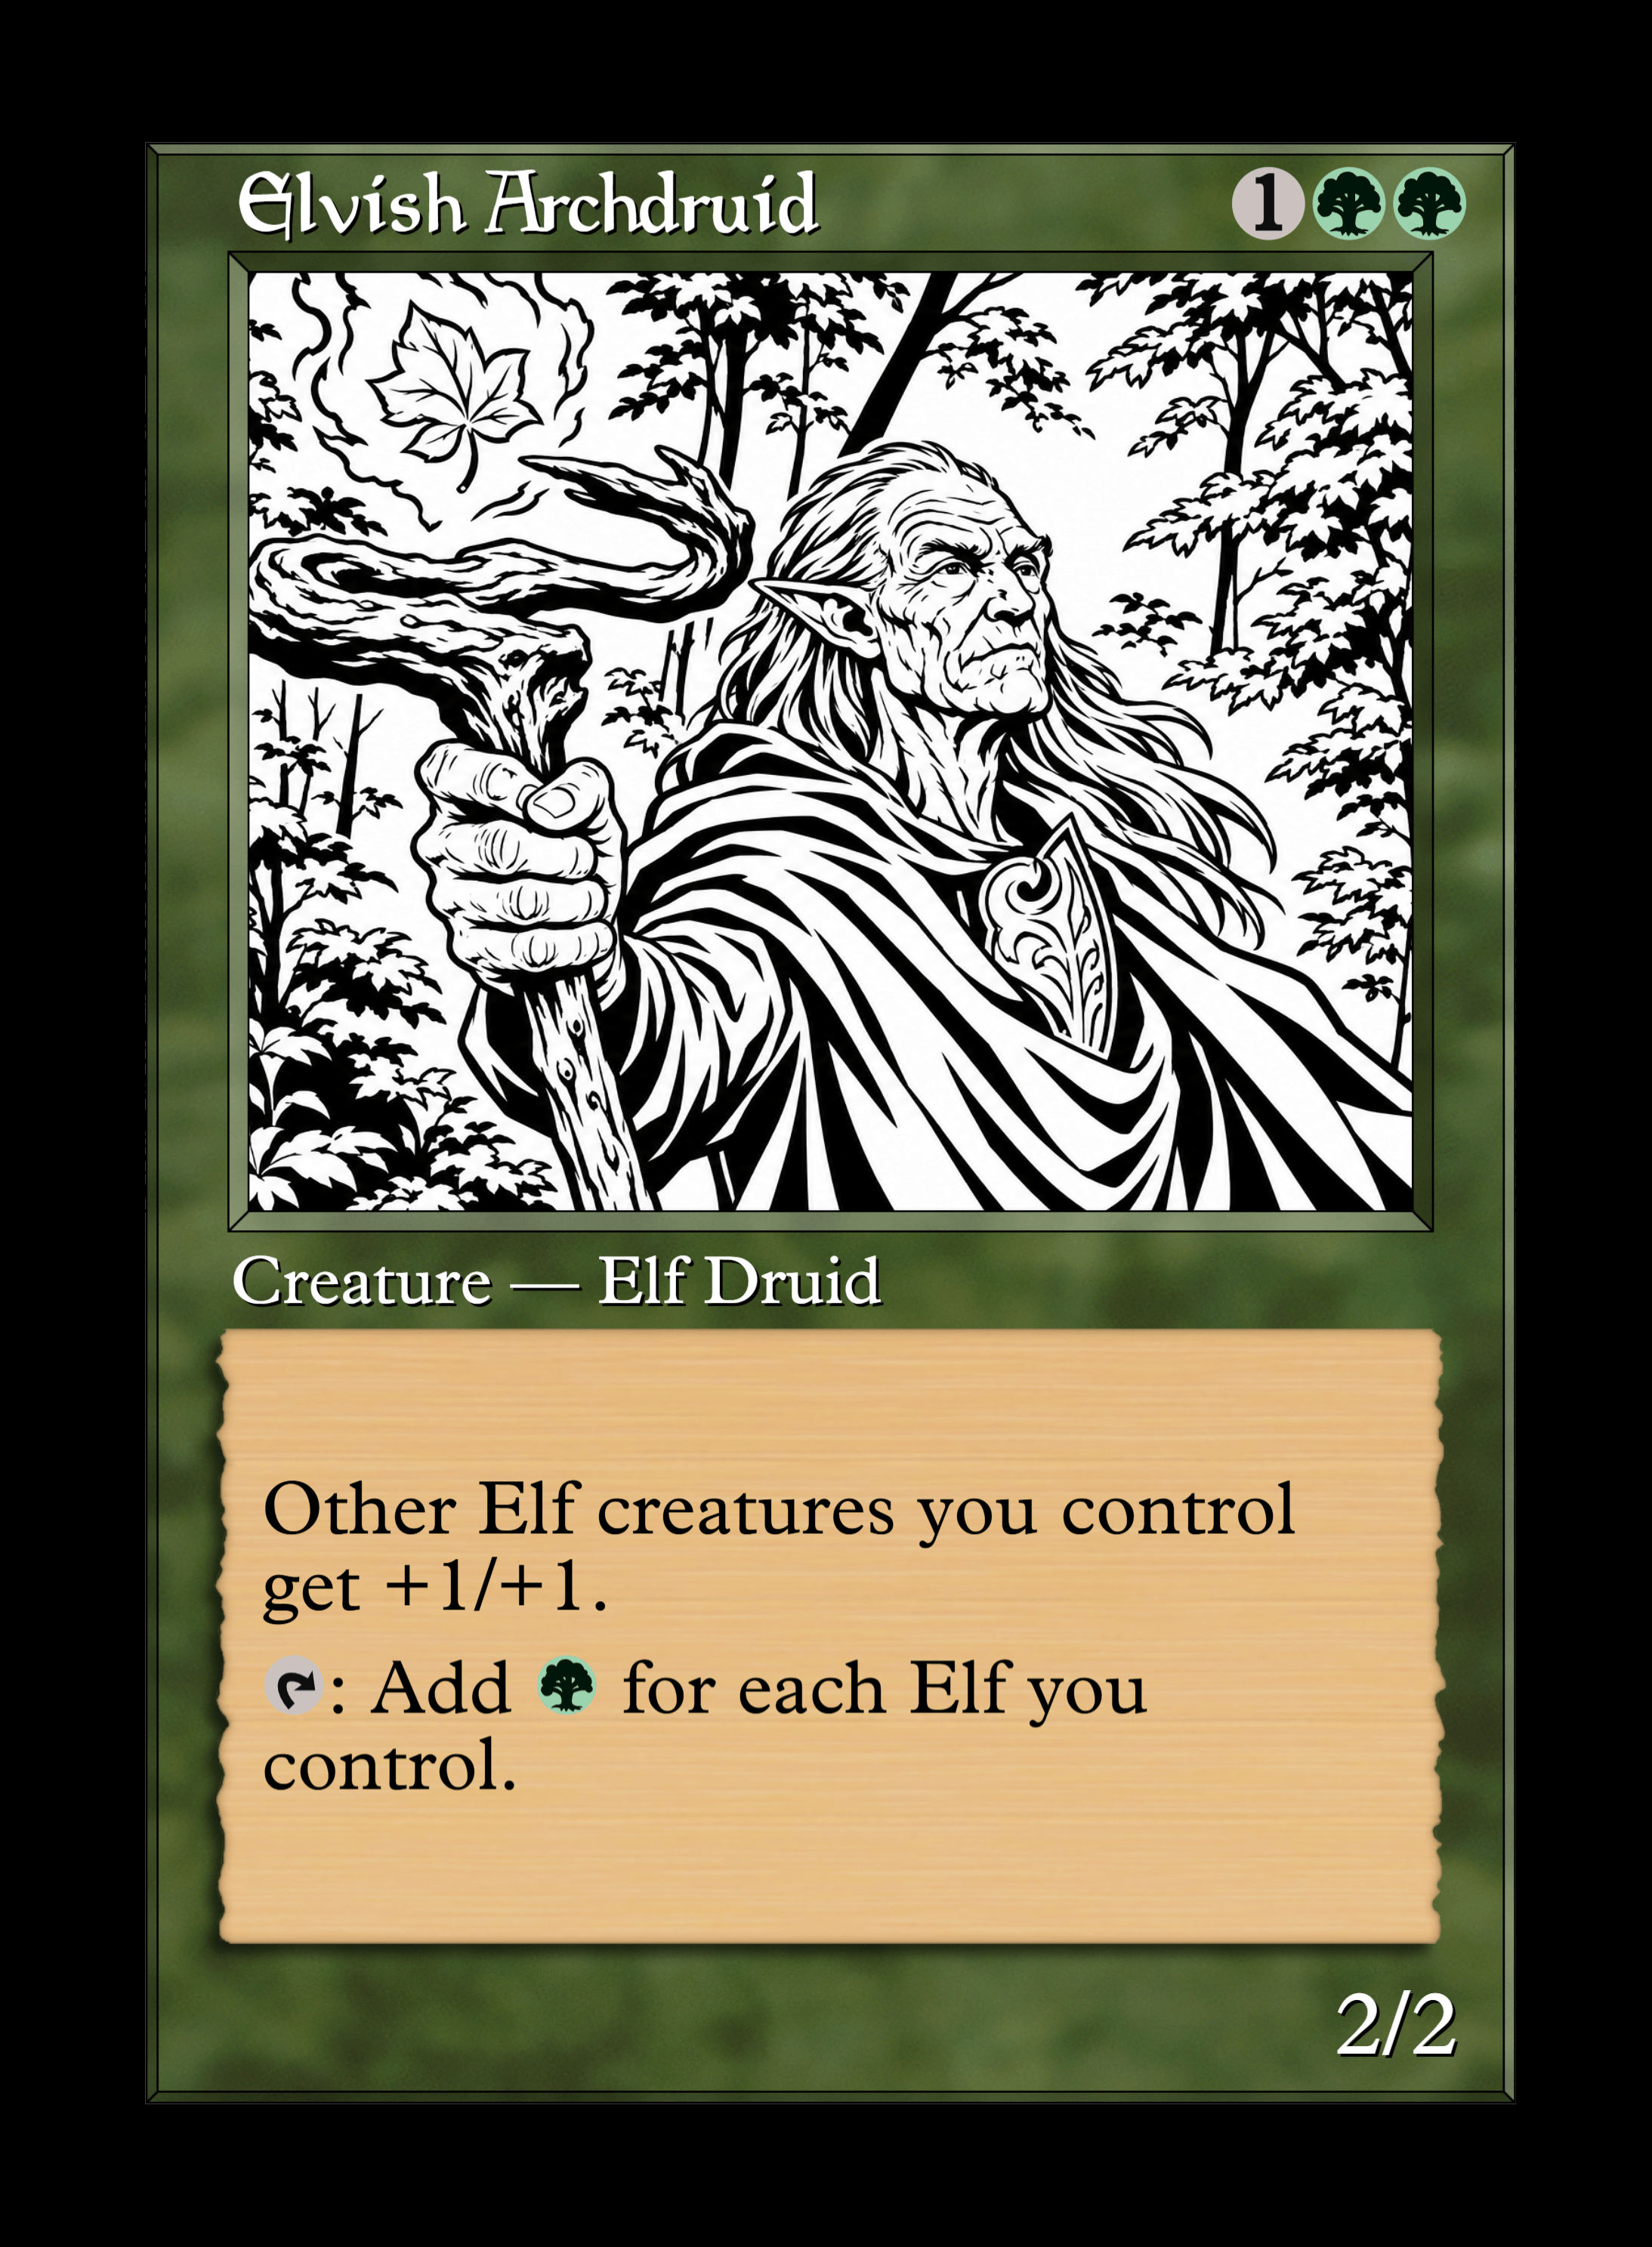 Elvish Archdruid 1
Creature — Elf Druid
Other Elf creatures you control
get +1/+1.
: Add for each Elf you
control.
2/2